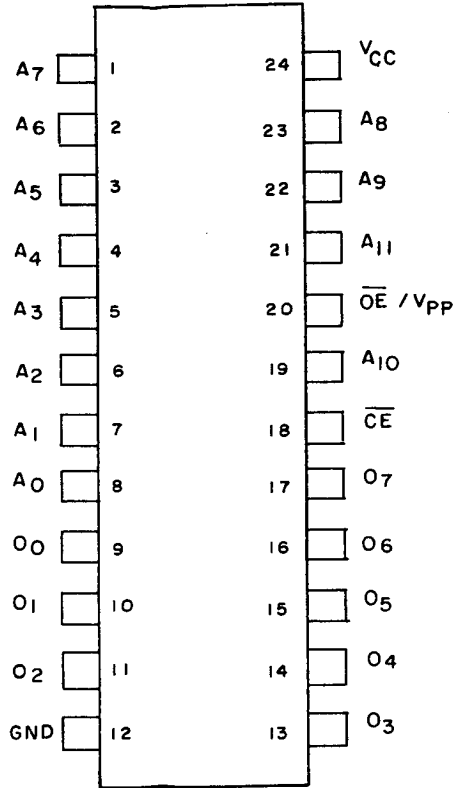 A7 1 24 VCC
A6 2 23 A8
A5 3 22 A9
A4 4 21 A11
A3 5 20 O̅E̅ / VPP
A2 6 19 A10
A1 7 18 C̅E̅
A0 8 17 O7
O0 9 16 O6
O1 10 15 O5
O2 11 14 O4
GND 12 13 O3